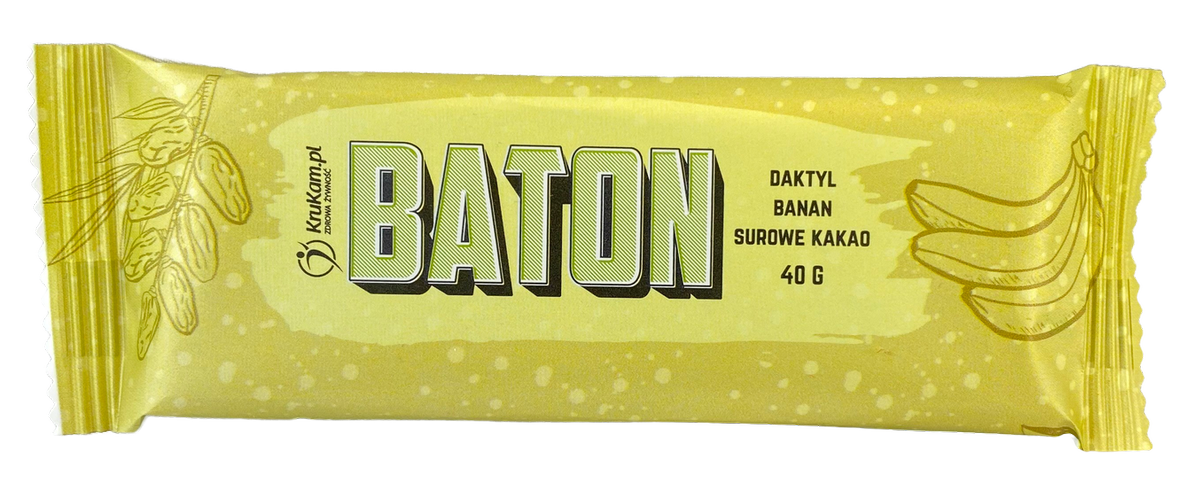 KruKam.pl
ZDROWA ŻYWNOŚĆ
BATON
DAKTYL
BANAN
SUROWE KAKAO
40 G